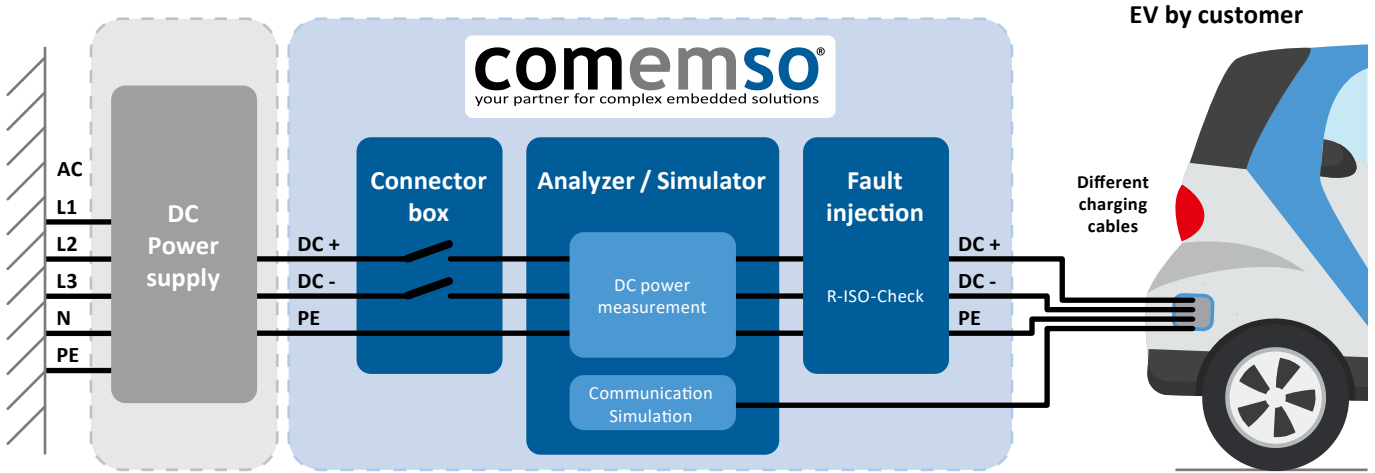 EV by customer
comemso®
your partner for complex embedded solutions
AC
L1
L2
L3
N
PE
DC
Power
supply
DC +
DC -
PE
Connector
box
Analyzer / Simulator
DC power
measurement
Communication
Simulation
Fault
injection
R-ISO-Check
DC +
DC -
PE
Different
charging
cables